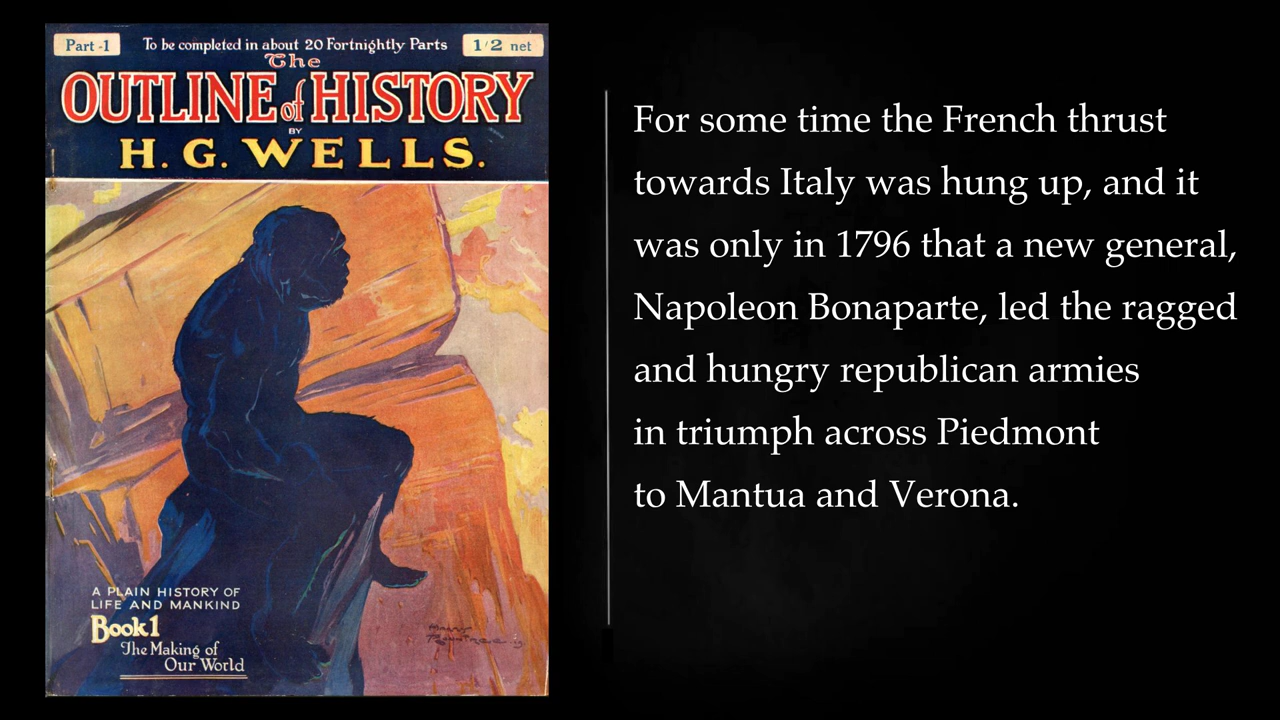 Part -1
To be completed in about 20 Fortnightly Parts
1/2 net
The
OUTLINE of HISTORY
BY
H. G. WELLS.
A PLAIN HISTORY OF
LIFE AND MANKIND
Book 1
The Making of
Our World
For some time the French thrust
towards Italy was hung up, and it
was only in 1796 that a new general,
Napoleon Bonaparte, led the ragged
and hungry republican armies
in triumph across Piedmont
to Mantua and Verona.